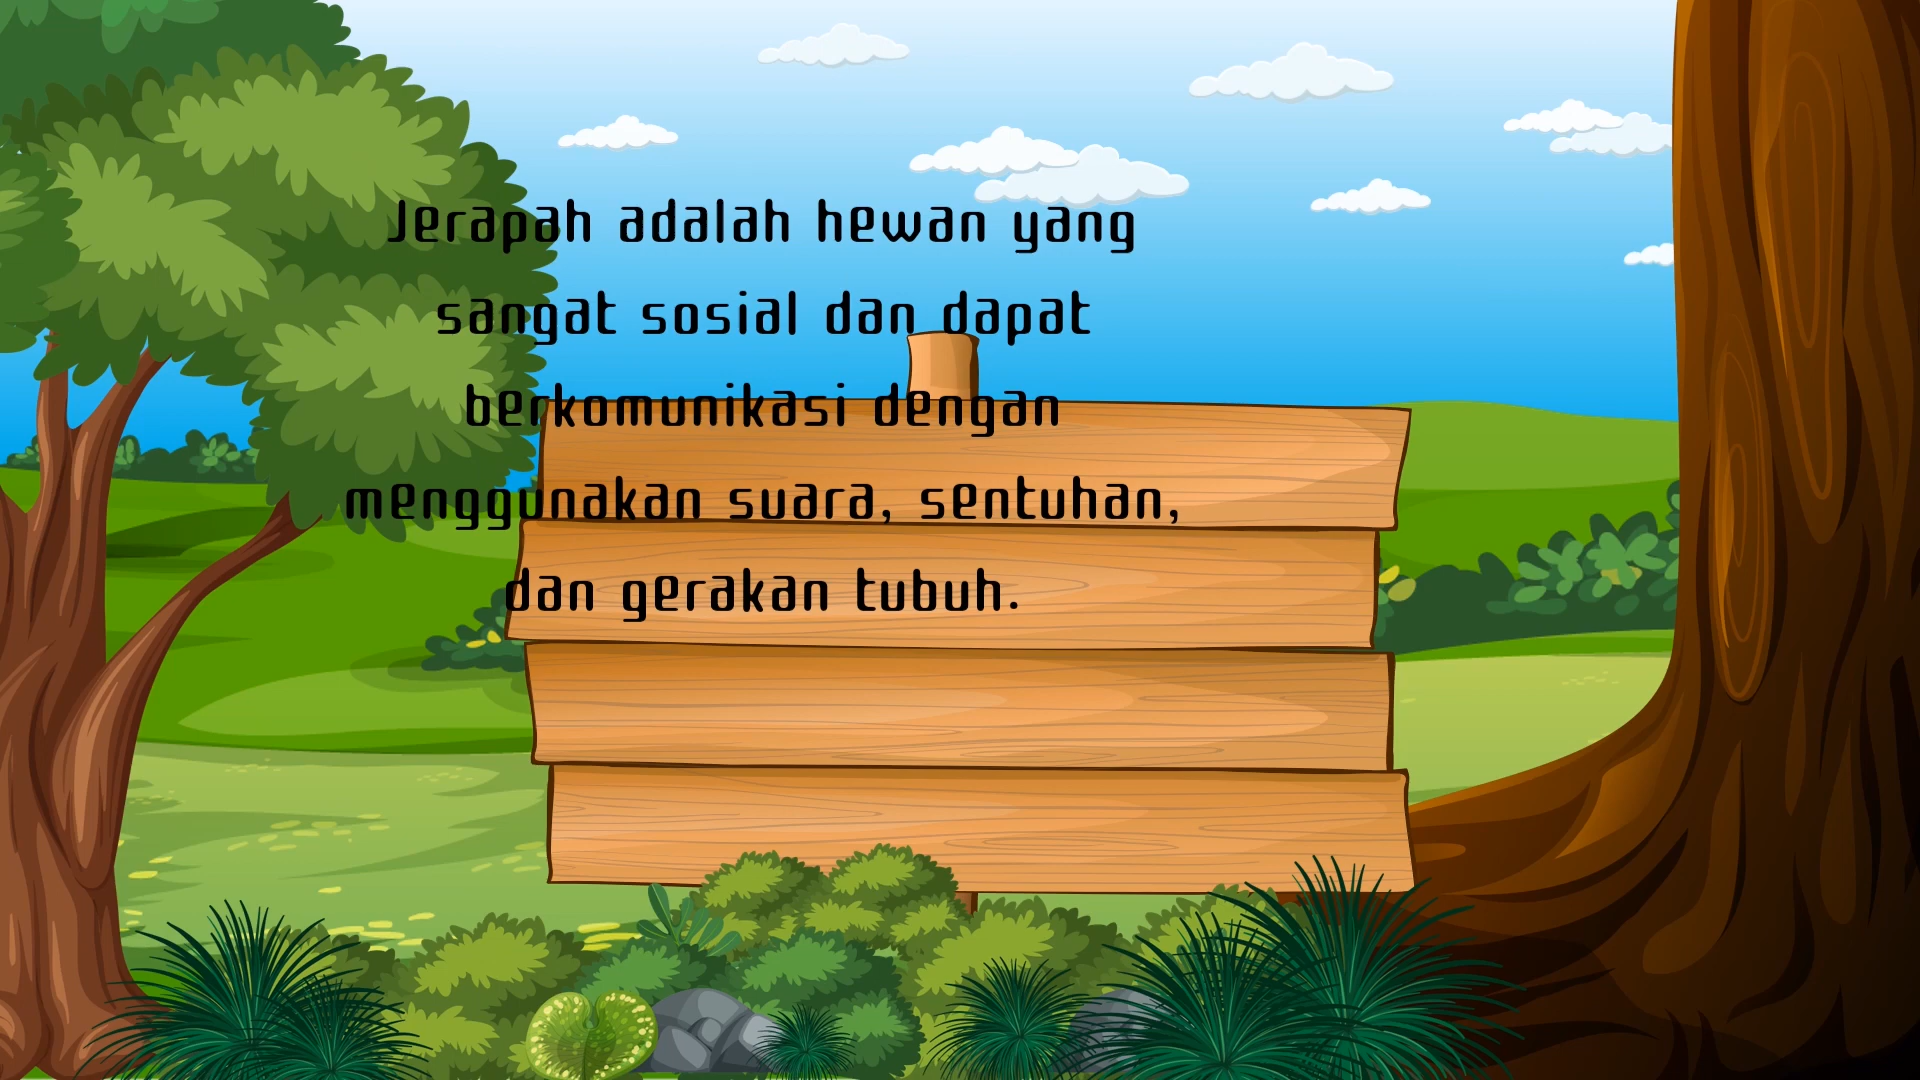 Jerapah adalah hewan yang
sangat sosial dan dapat
berkomunikasi dengan
menggunakan suara, sentuhan,
dan gerakan tubuh.